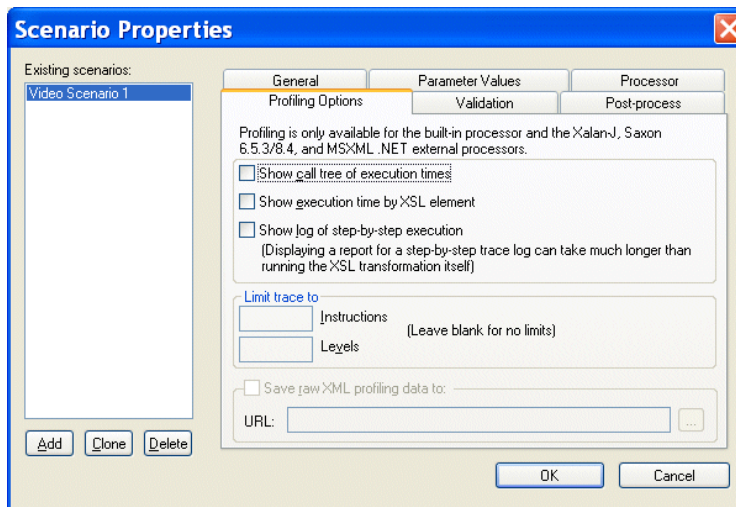 Scenario Properties
Existing scenarios:
Video Scenario 1
Add
Clone
Delete
General
Parameter Values
Processor
Profiling Options
Validation
Post-process
Profiling is only available for the built-in processor and the Xalan-J, Saxon
6.5.3/8.4, and MSXML .NET external processors.
Show call tree of execution times
Show execution time by XSL element
Show log of step-by-step execution
(Displaying a report for a step-by-step trace log can take much longer than
running the XSL transformation itself)
Limit trace to
Instructions
(Leave blank for no limits)
Levels
Save raw XML profiling data to:
URL:
...
OK
Cancel